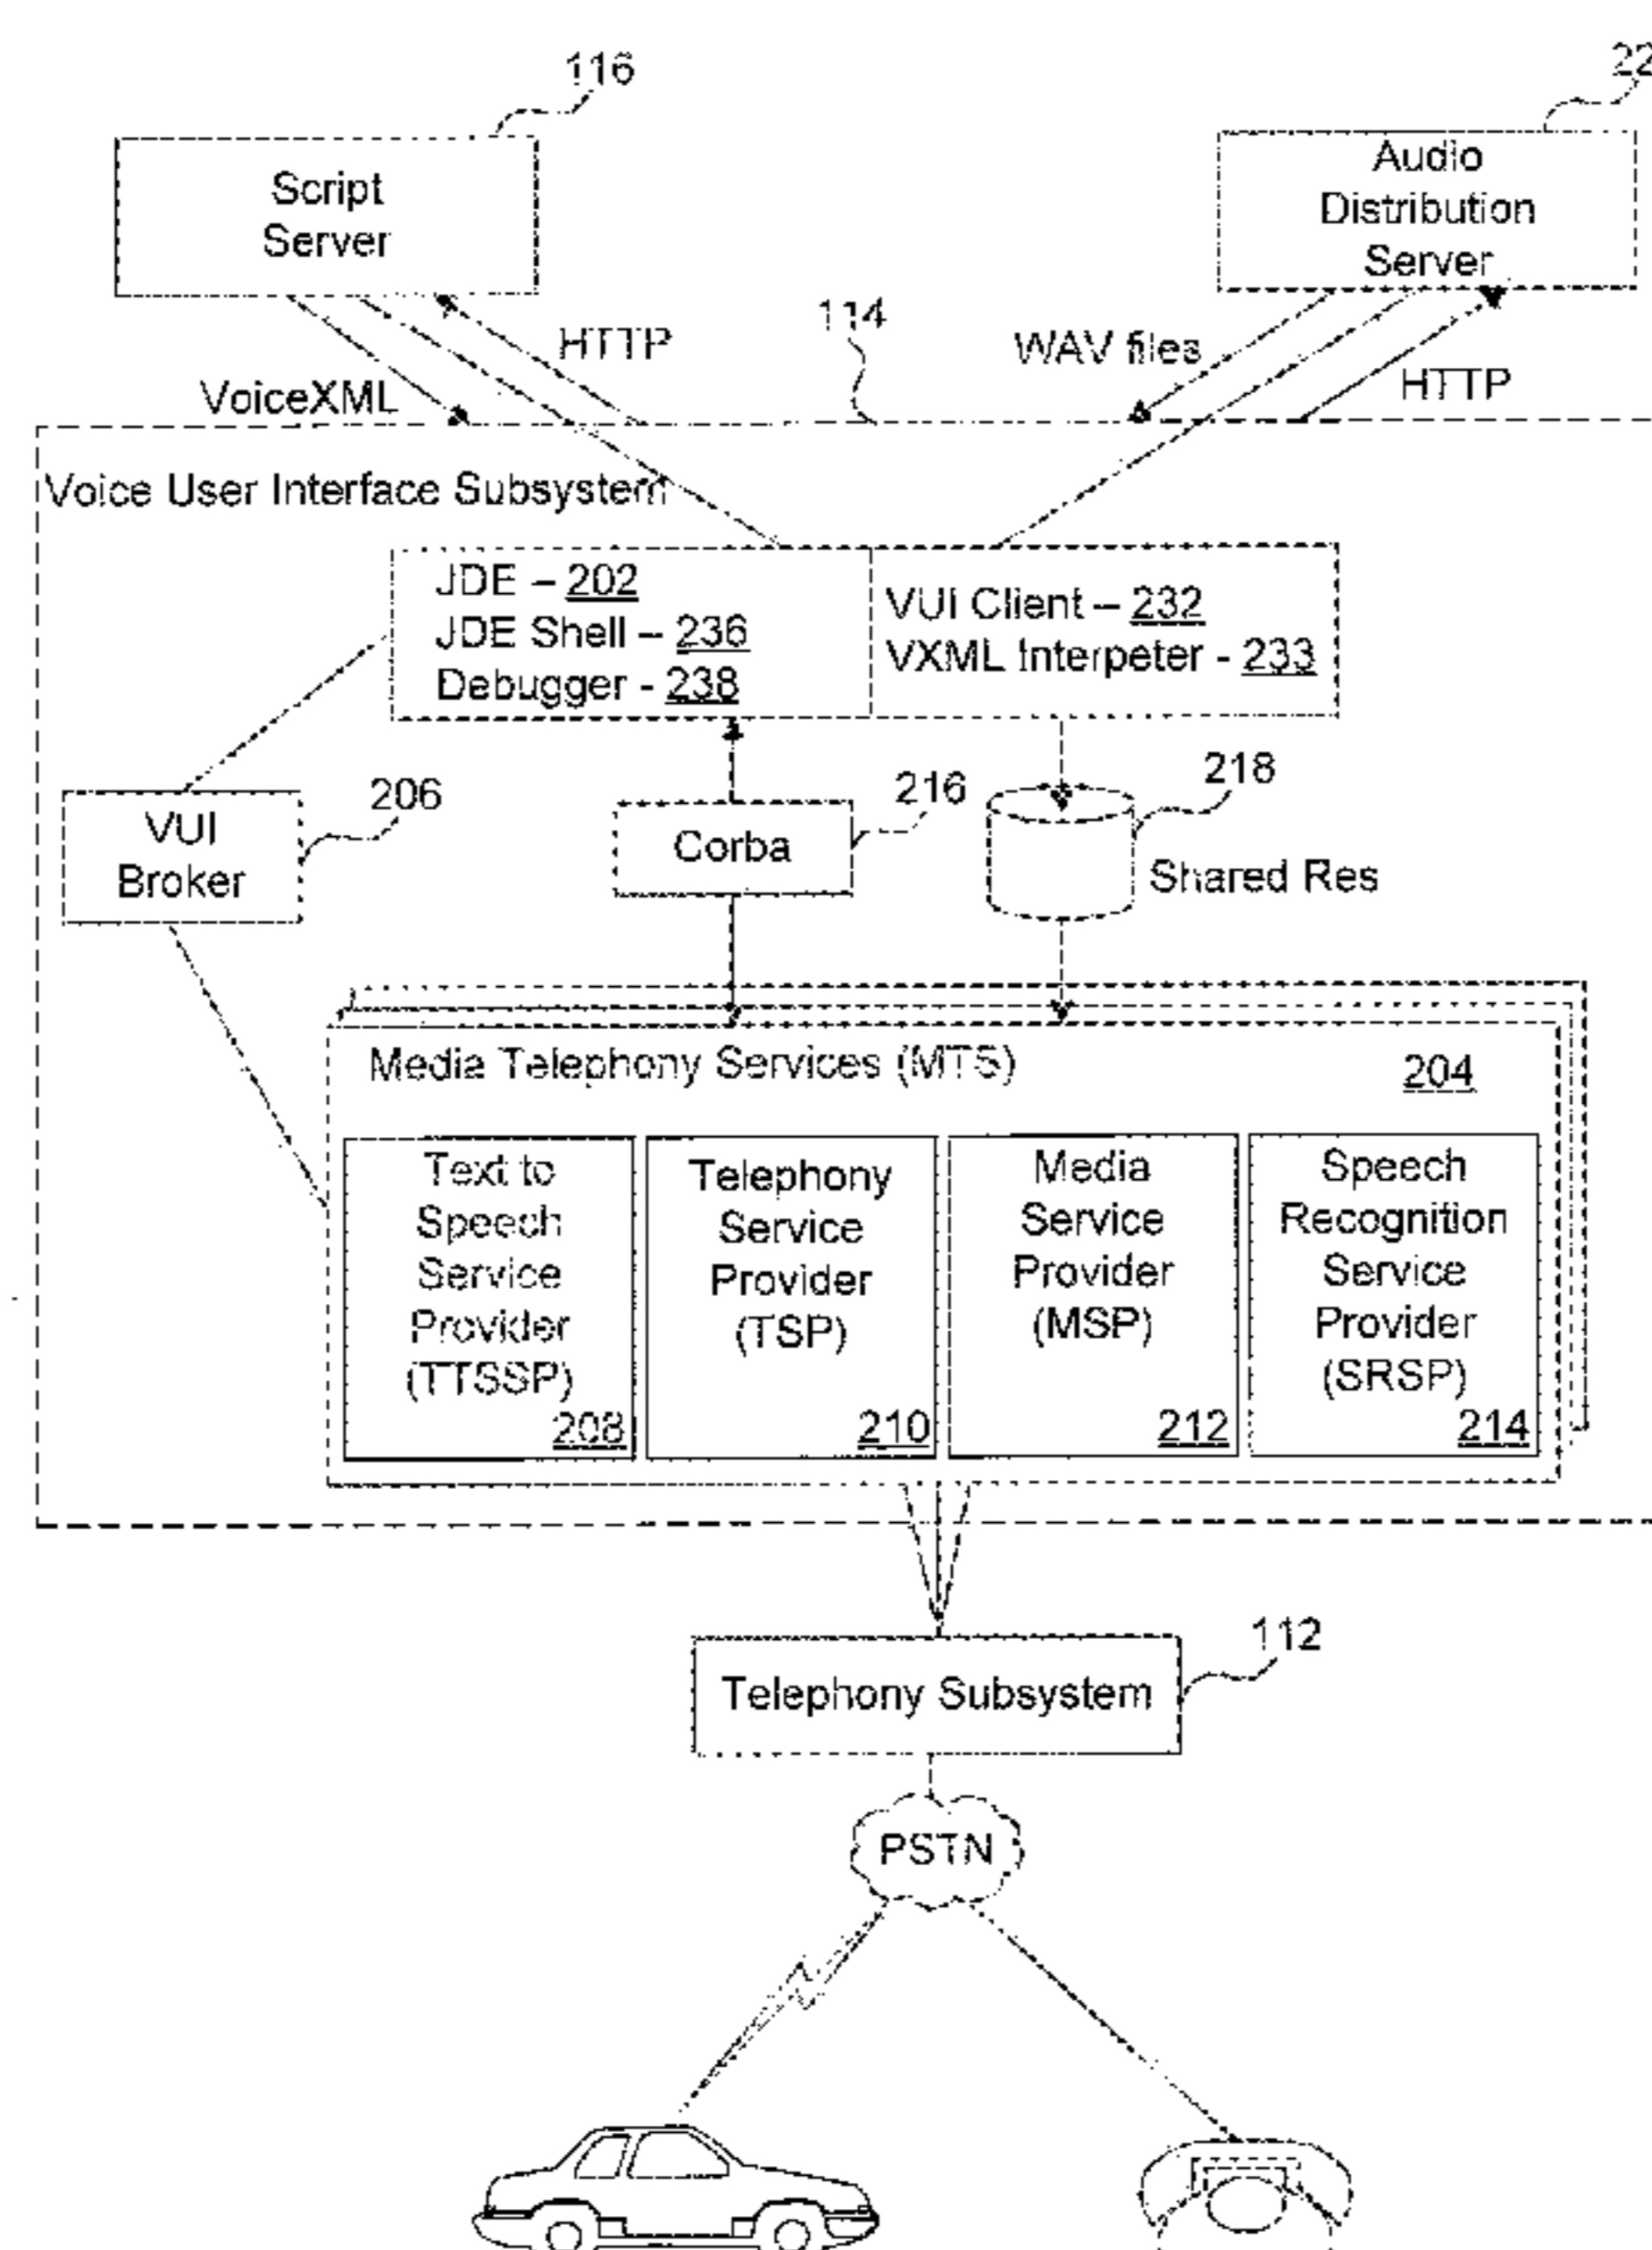 116
22
Script
Server
Audio
Distribution
Server
114
HTTP
WAV files
VoiceXML
HTTP
Voice User Interface Subsystem
JDE – 202
JDE Shell – 236
Debugger - 238
VUI Client – 232
VXML Interpeter - 233
VUI
Broker
206
Corba
216
218
Shared Res
Media Telephony Services (MTS)
204
Text to
Speech
Service
Provider
(TTSSP)
208
Telephony
Service
Provider
(TSP)
210
Media
Service
Provider
(MSP)
212
Speech
Recognition
Service
Provider
(SRSP)
214
112
Telephony Subsystem
PSTN